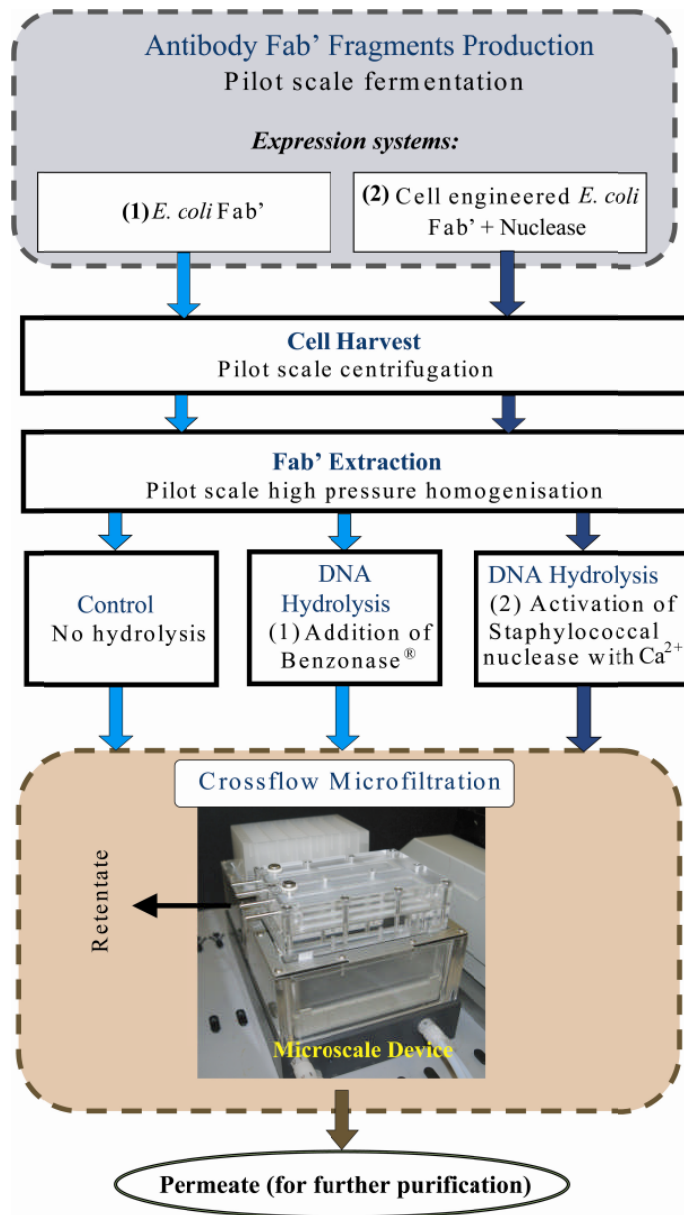 Antibody Fab’ Fragments Production
Pilot scale fermentation
Expression systems:
(1) E. coli Fab’
(2) Cell engineered E. coli
Fab’ + Nuclease
Cell Harvest
Pilot scale centrifugation
Fab’ Extraction
Pilot scale high pressure homogenisation
Control
No hydrolysis
DNA
Hydrolysis
(1) Addition of
Benzonase®
DNA Hydrolysis
(2) Activation of
Staphylococcal
nuclease with Ca²⁺
Crossflow Microfiltration
Retentate
Microscale Device
Permeate (for further purification)